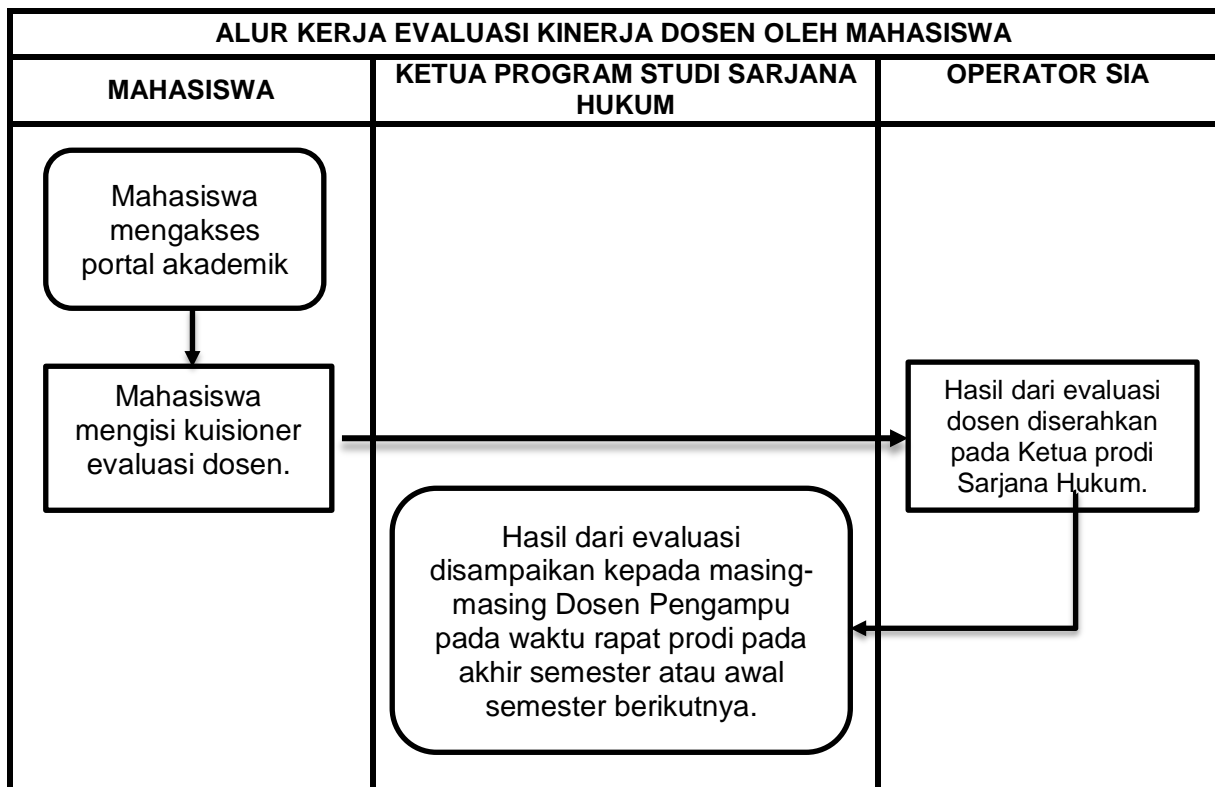 ALUR KERJA EVALUASI KINERJA DOSEN OLEH MAHASISWA
MAHASISWA
KETUA PROGRAM STUDI SARJANA
HUKUM
OPERATOR SIA
Mahasiswa
mengakses
portal akademik
Mahasiswa
mengisi kuisioner
evaluasi dosen.
Hasil dari evaluasi
dosen diserahkan
pada Ketua prodi
Sarjana Hukum.
Hasil dari evaluasi
disampaikan kepada masing-
masing Dosen Pengampu
pada waktu rapat prodi pada
akhir semester atau awal
semester berikutnya.